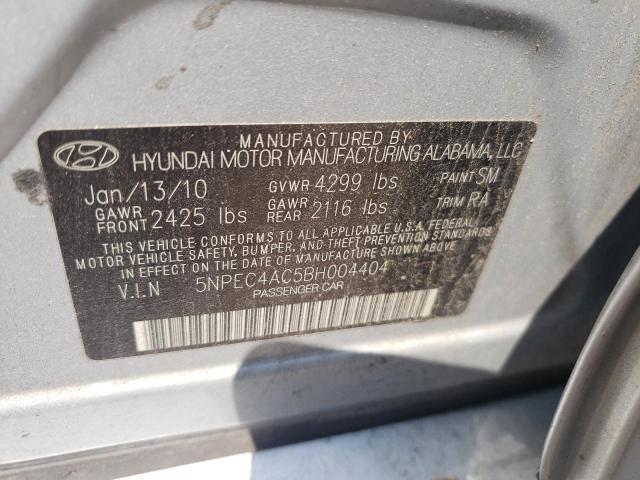 MANUFACTURED BY
HYUNDAI MOTOR MANUFACTURING ALABAMA, LLC
Jan/13/10 GVWR 4299 lbs PAINT SM
GAWR FRONT 2425 lbs GAWR REAR 2116 lbs TRIM RA
THIS VEHICLE CONFORMS TO ALL APPLICABLE U.S.A. FEDERAL
MOTOR VEHICLE SAFETY, BUMPER, AND THEFT PREVENTION STANDARDS
IN EFFECT ON THE DATE OF MANUFACTURE SHOWN ABOVE.
V.I.N 5NPEC4AC5BH004404
PASSENGER CAR